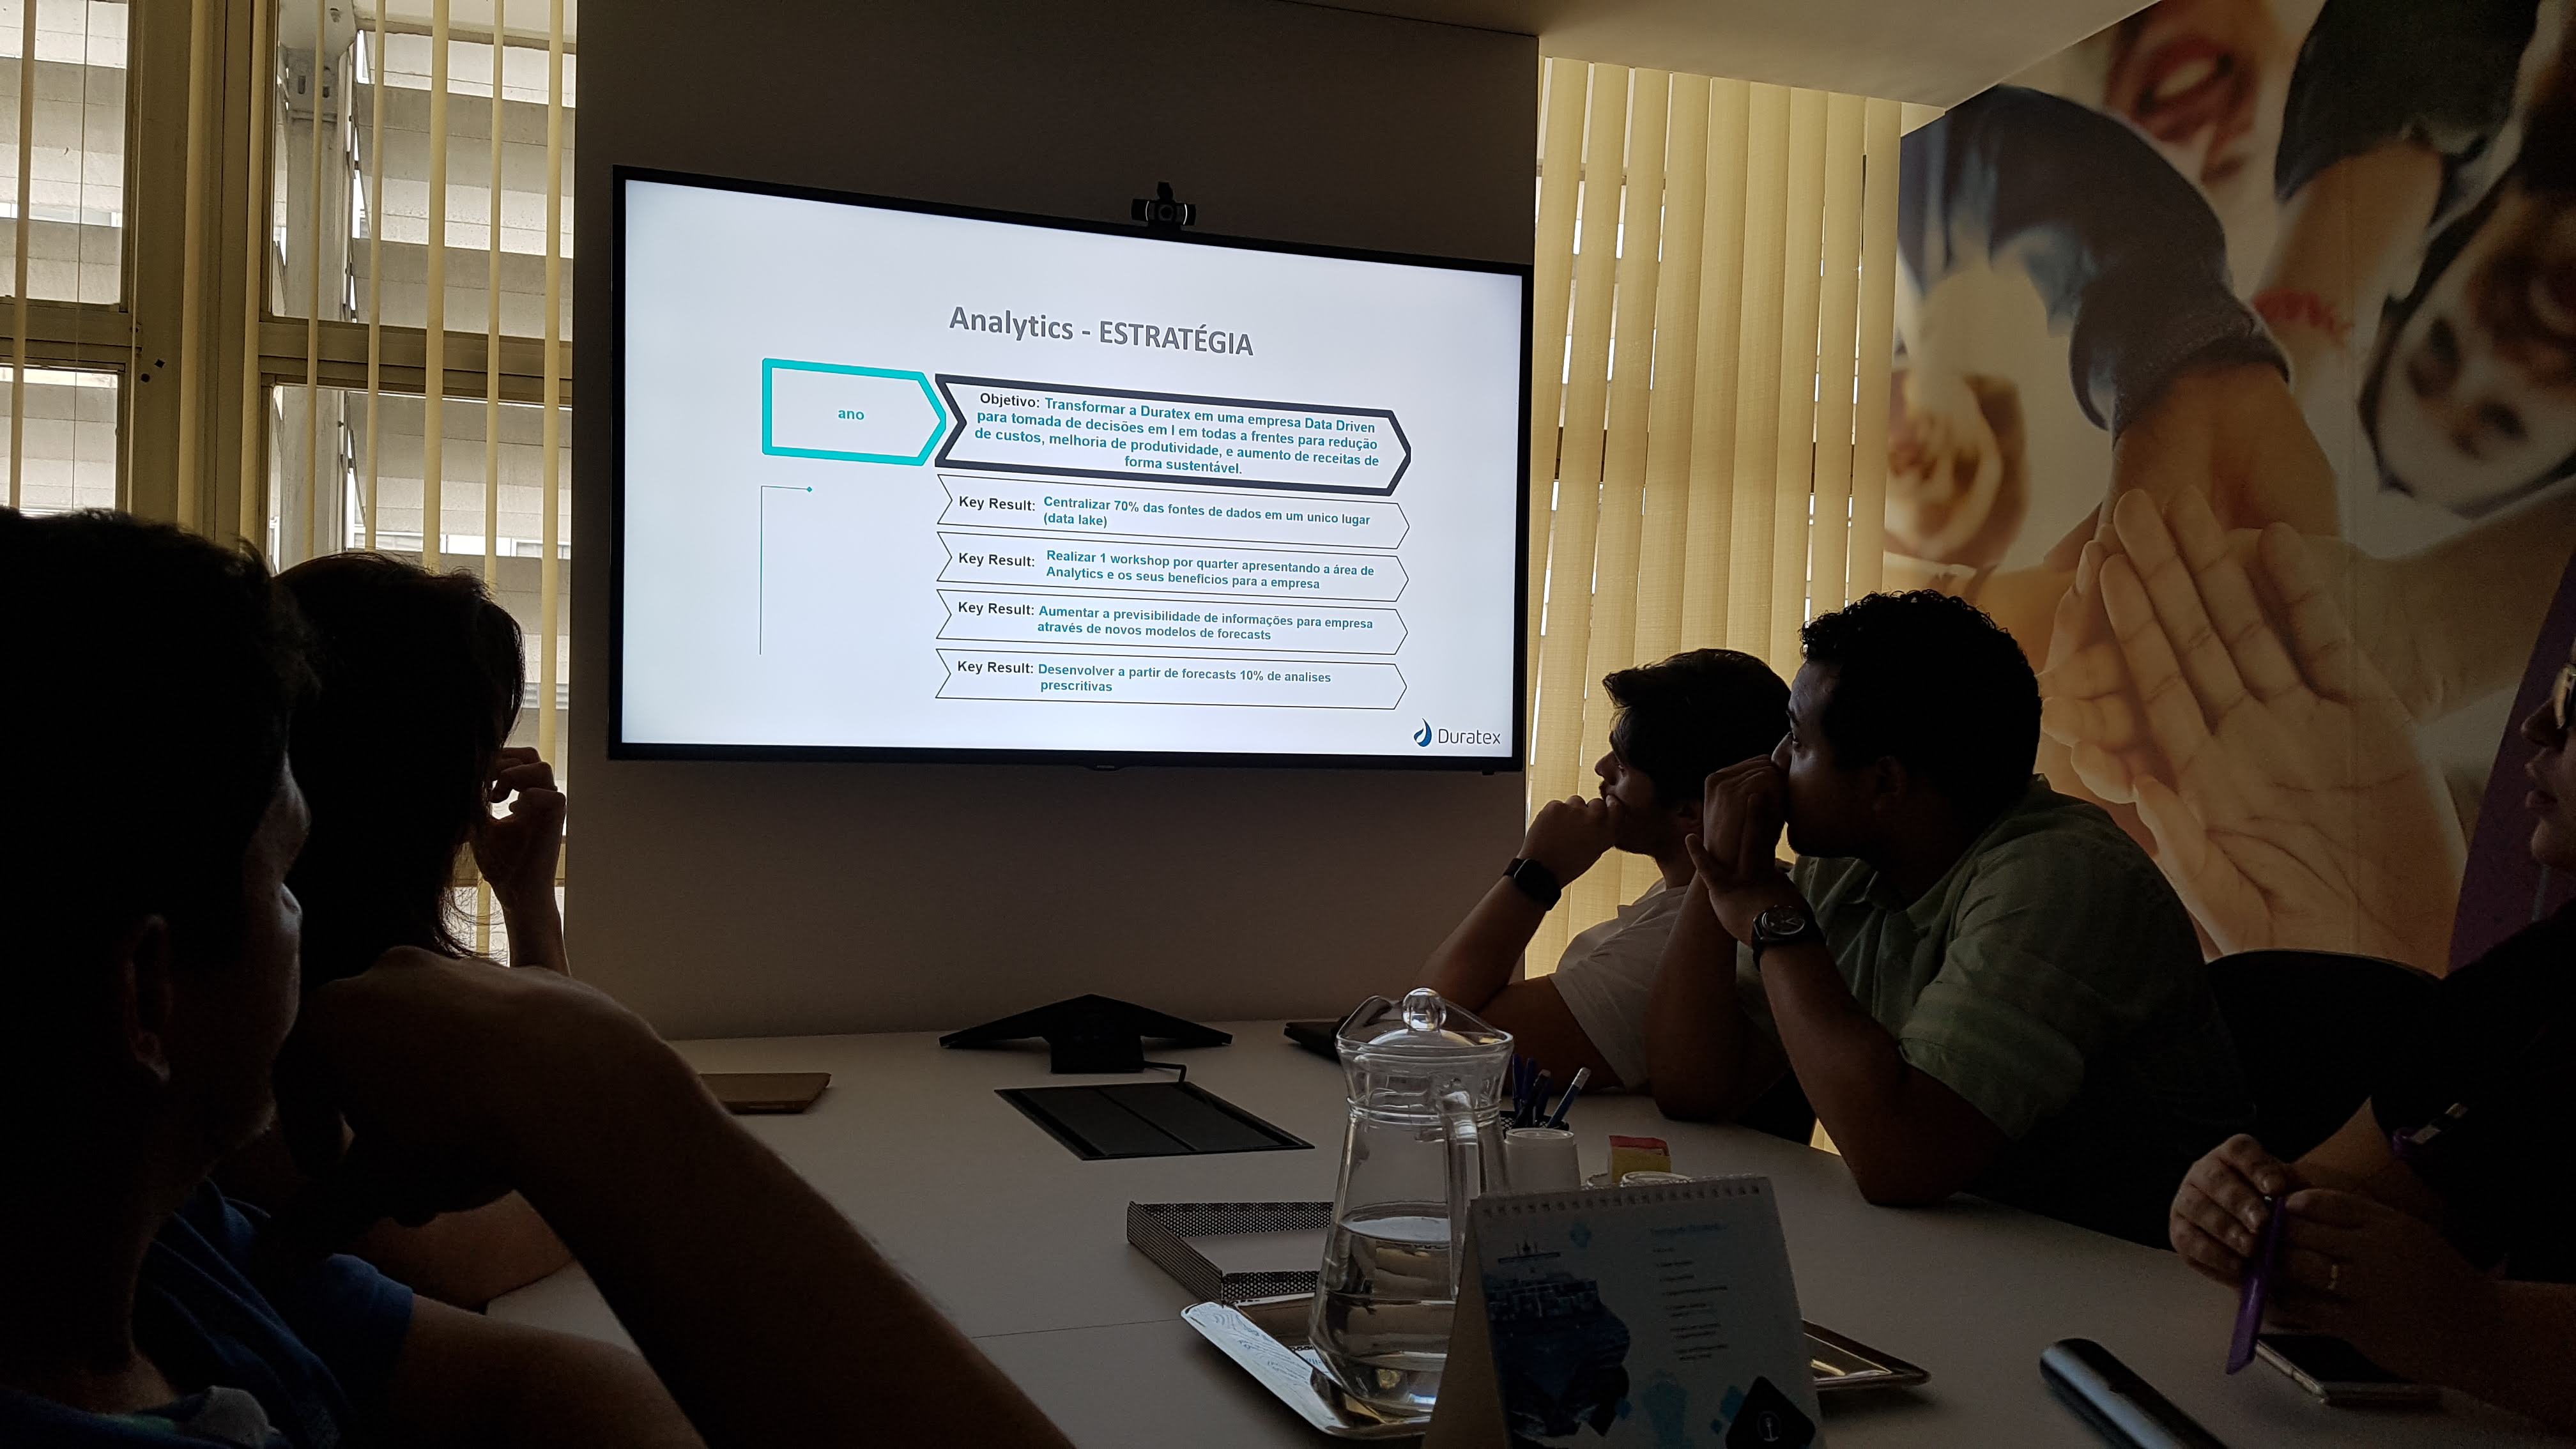 Analytics - ESTRATÉGIA
ano
Objetivo: Transformar a Duratex em uma empresa Data Driven
para tomada de decisões em I em todas a frentes para redução
de custos, melhoria de produtividade, e aumento de receitas de
forma sustentável.
Key Result: Centralizar 70% das fontes de dados em um unico lugar
(data lake)
Key Result: Realizar 1 workshop por quarter apresentando a área de
Analytics e os seus benefícios para a empresa
Key Result: Aumentar a previsibilidade de informações para empresa
através de novos modelos de forecasts
Key Result: Desenvolver a partir de forecasts 10% de analises
prescritivas
Duratex